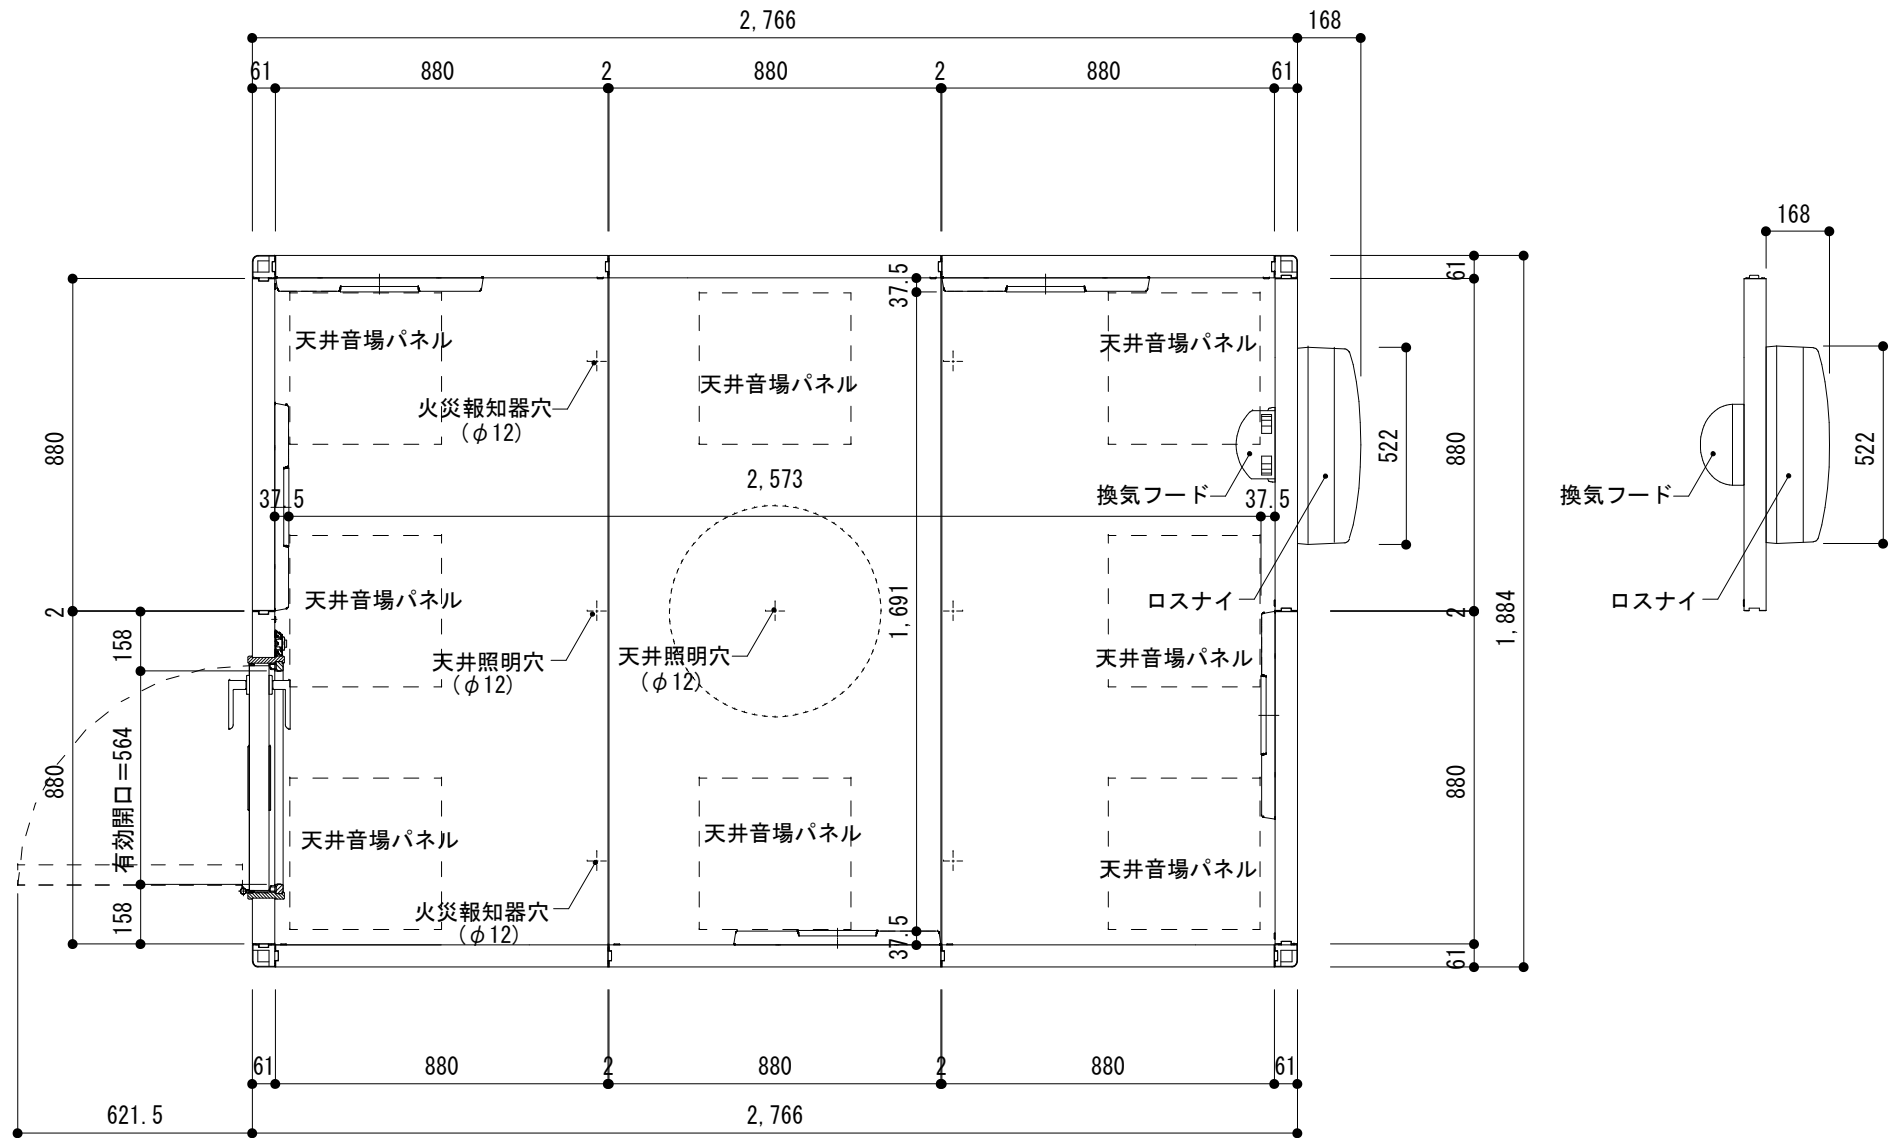 2,766
168
61
880
2
880
2
880
61
168
37.5
61
天井音場パネル
天井音場パネル
天井音場パネル
火災報知器穴
(φ12)
880
522
880
522
2,573
37.5
37.5
換気フード
換気フード
天井音場パネル
1,691
ロスナイ
ロスナイ
2
2
1,884
158
天井照明穴
(φ12)
天井照明穴
(φ12)
天井音場パネル
880
有効開口=564
880
天井音場パネル
天井音場パネル
天井音場パネル
158
火災報知器穴
(φ12)
37.5
61
61
880
2
880
2
880
61
621.5
2,766